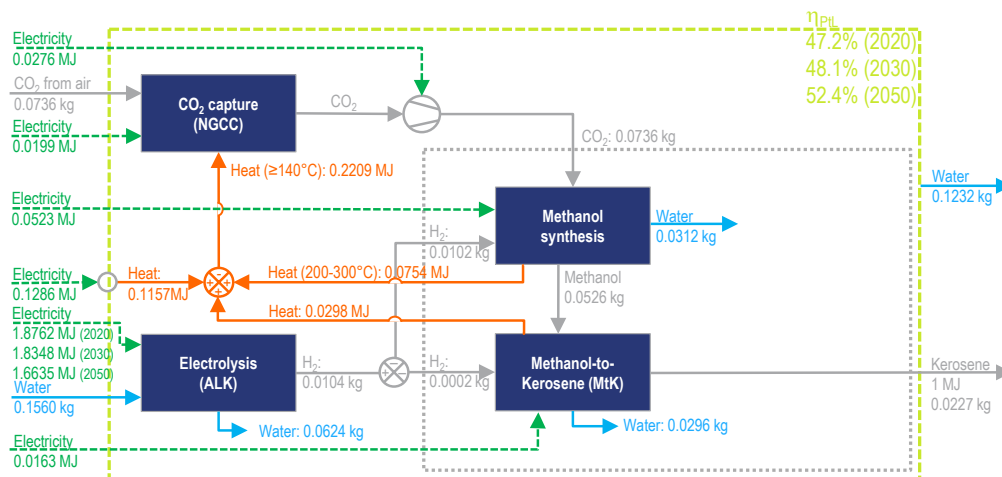 Electricity
0.0276 MJ
η_PtL
47.2% (2020)
48.1% (2030)
52.4% (2050)
CO₂ from air
0.0736 kg
CO₂ capture
(NGCC)
CO₂
Electricity
0.0199 MJ
CO₂: 0.0736 kg
Heat (≥140°C): 0.2209 MJ
Water
0.1232 kg
Electricity
0.0523 MJ
Methanol
synthesis
Water
0.0312 kg
H₂:
0.0102 kg
Electricity
0.1286 MJ
Heat:
0.1157MJ
Heat (200-300°C): 0.0754 MJ
Methanol
0.0526 kg
Heat: 0.0298 MJ
Electricity
1.8762 MJ (2020)
1.8348 MJ (2030)
1.6635 MJ (2050)
Electrolysis
(ALK)
H₂:
0.0104 kg
H₂:
0.0002 kg
Methanol-to-
Kerosene (MtK)
Kerosene
1 MJ
0.0227 kg
Water
0.1560 kg
Water: 0.0624 kg
Water: 0.0296 kg
Electricity
0.0163 MJ